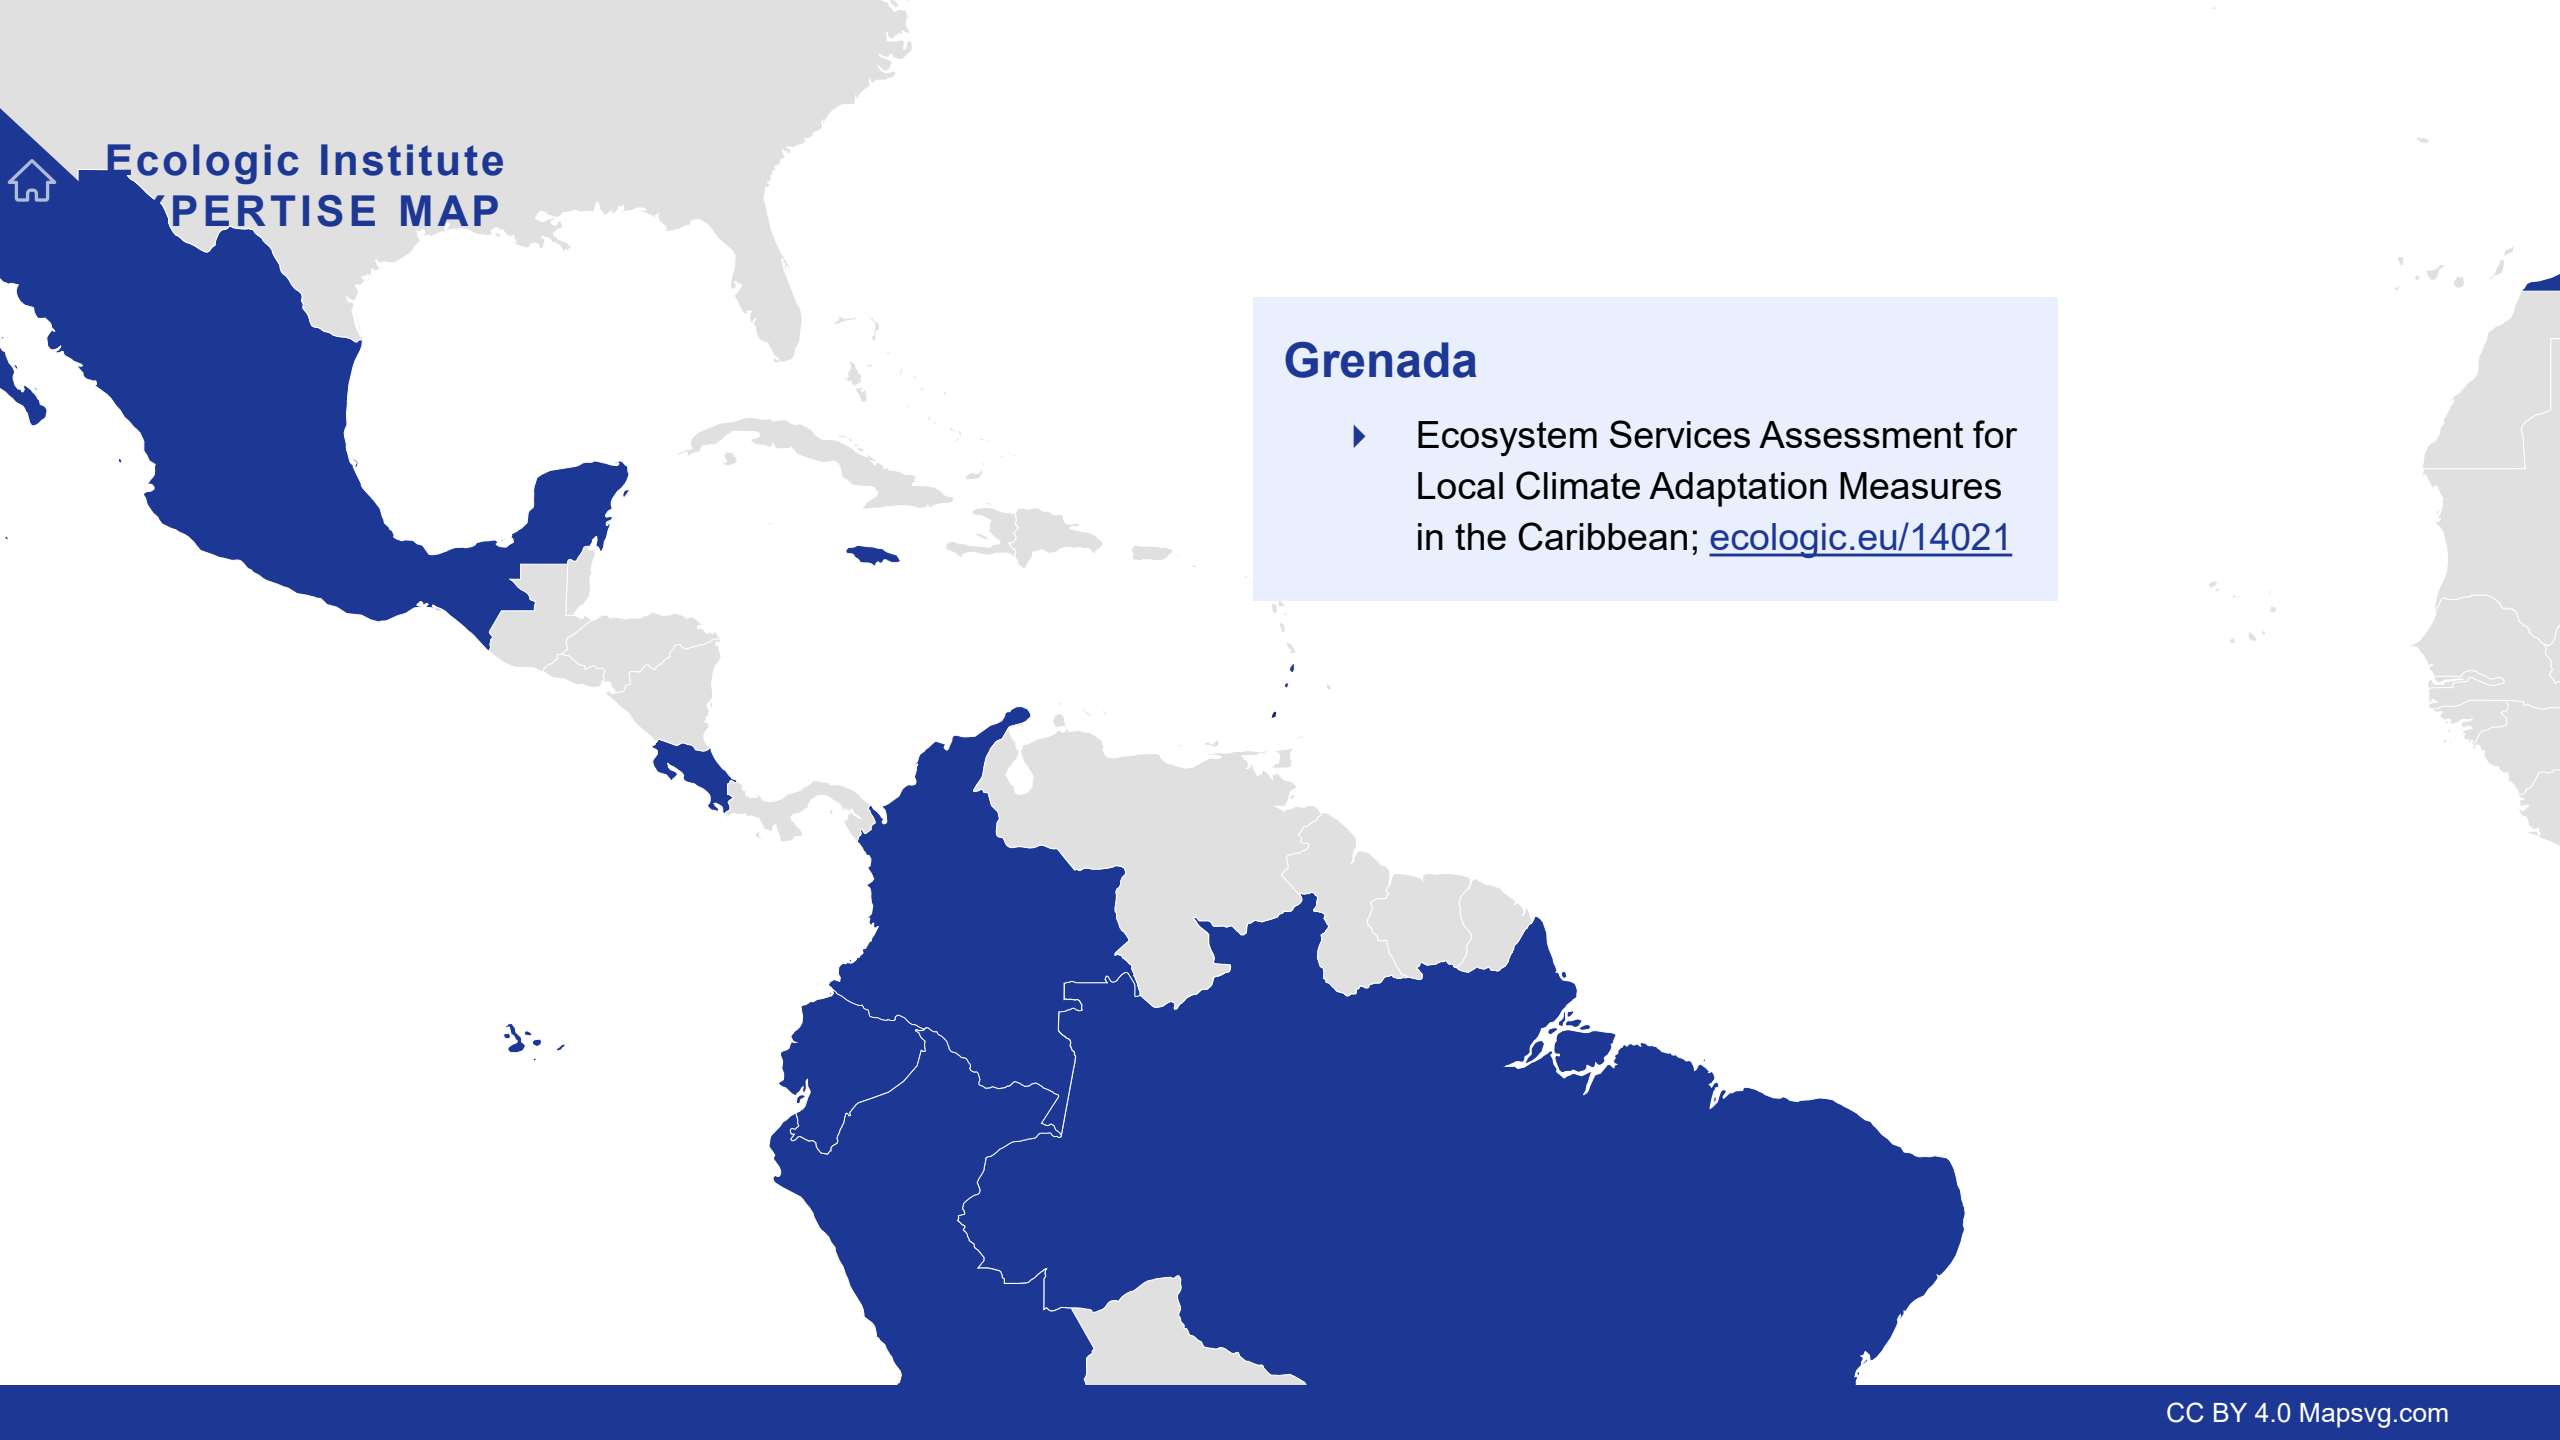 Ecologic Institute
XPERTISE MAP
Grenada
Ecosystem Services Assessment for
Local Climate Adaptation Measures
in the Caribbean; ecologic.eu/14021
CC BY 4.0 Mapsvg.com